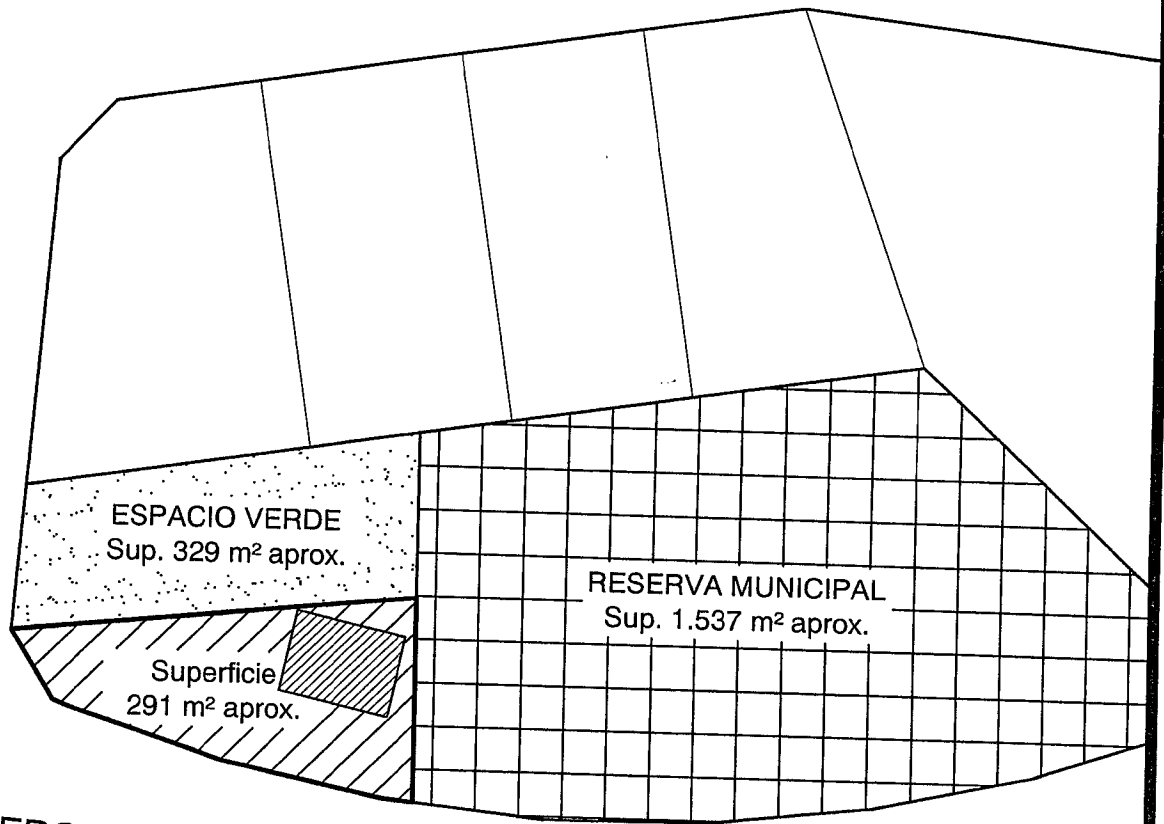 ESPACIO VERDE
Sup. 329 m² aprox.
RESERVA MUNICIPAL
Sup. 1.537 m² aprox.
Superficie
291 m² aprox.